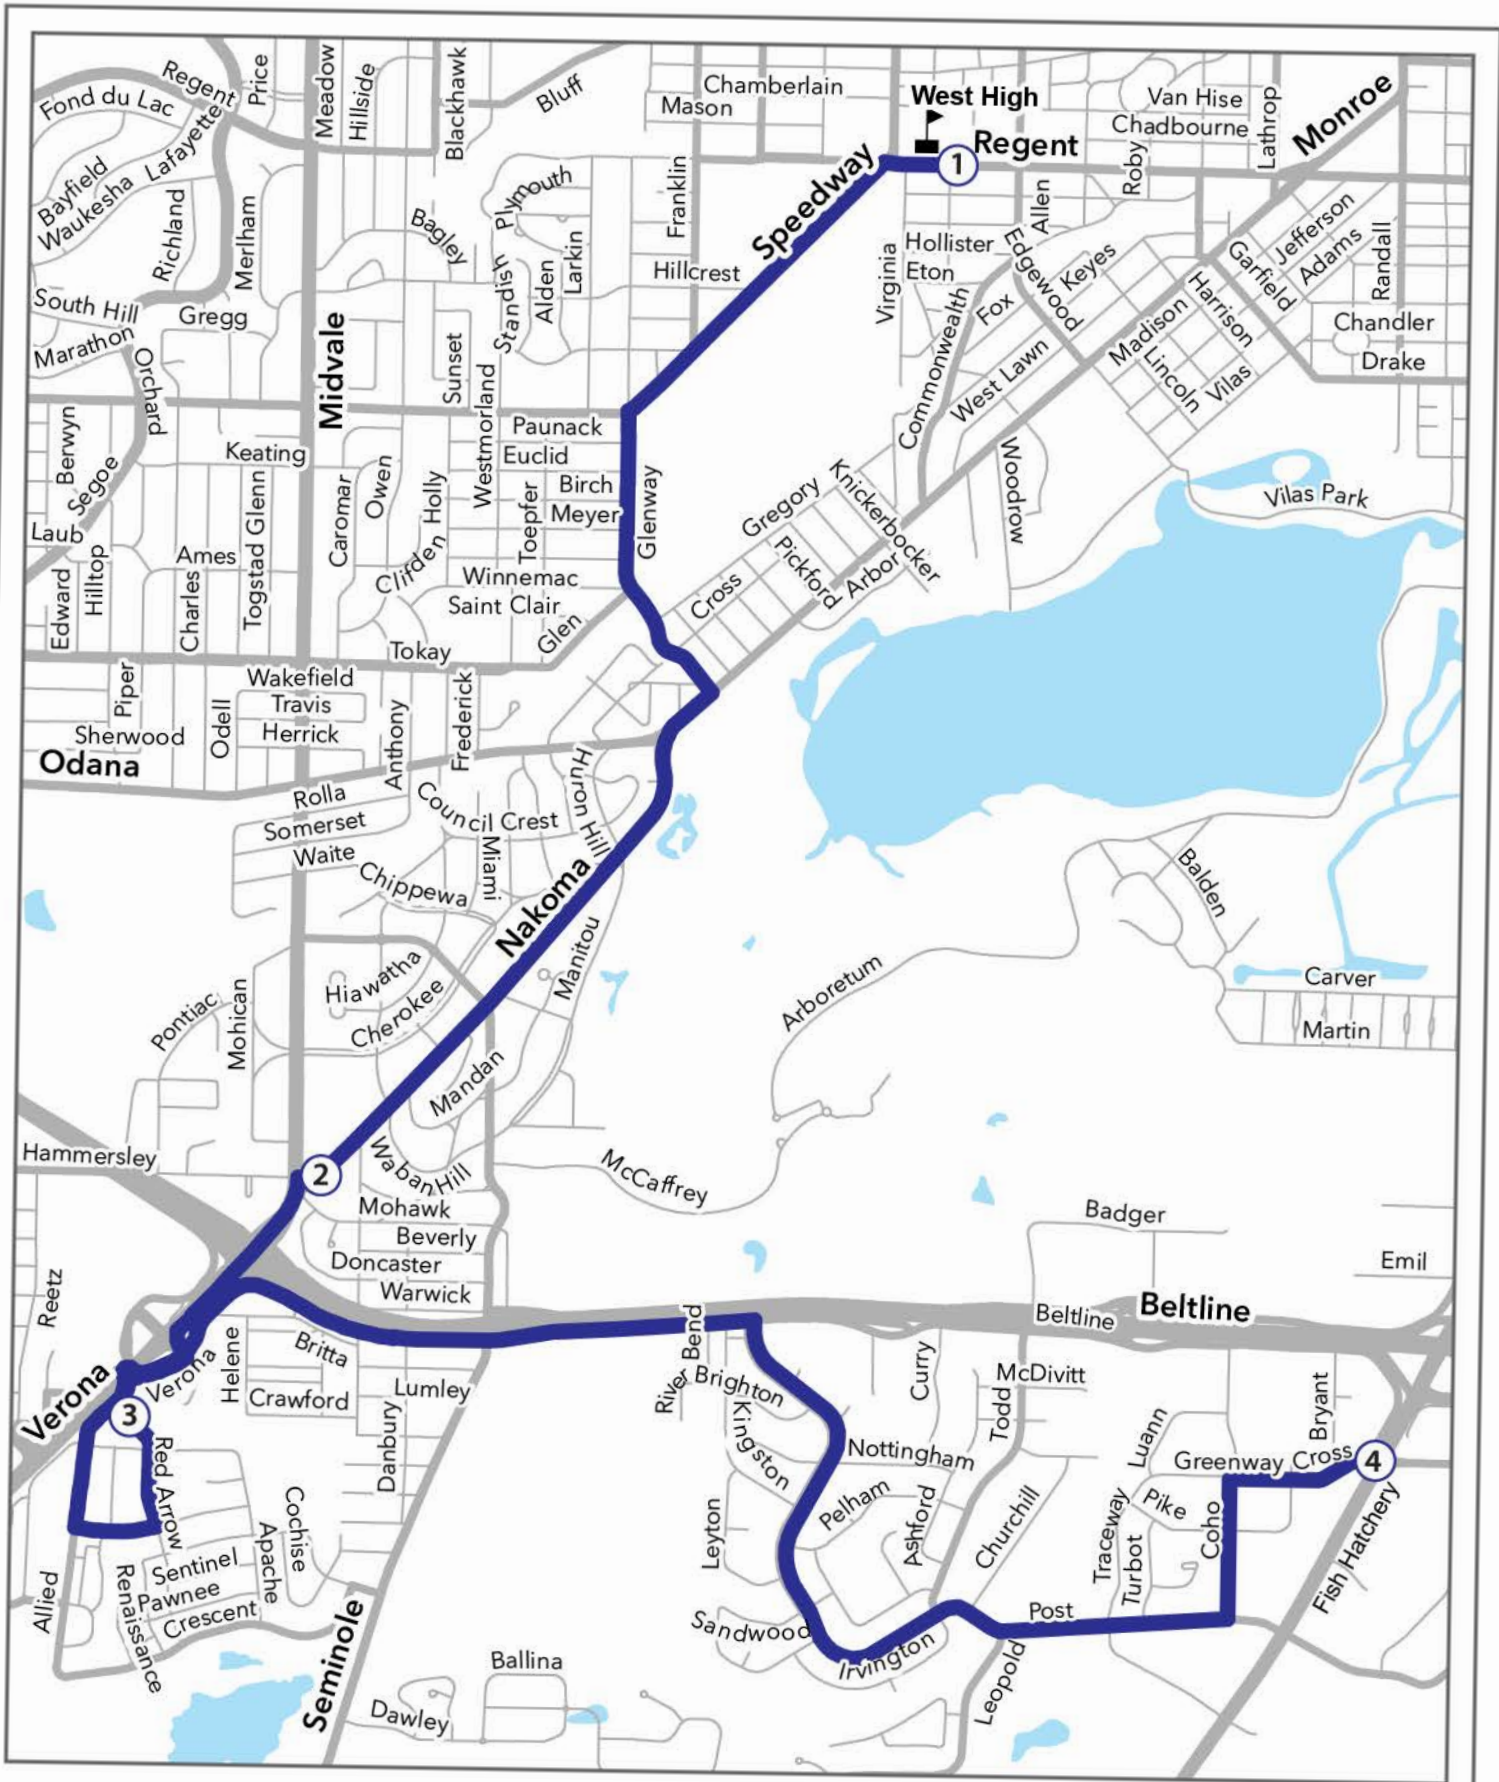 Regent
Price
Meadow
Hillside
Blackhawk
Bluff
Chamberlain
Mason
West High
Van Hise
Chadbourne
Lathrop
Monroe
Fond du Lac
Lafayette
Bayfield
Waukesha
Richland
Merlham
Bagley
Plymouth
Standish
Alden
Larkin
Franklin
Hillcrest
Speedway
1
Regent
Roby
Allen
Hollister
Eton
Virginia
Edgewood
Keyes
Fox
Commonwealth
West Lawn
Jefferson
Garfield
Adams
Randall
Harrison
Madison
Lincoln
Vilas
Chandler
Drake
South Hill
Gregg
Marathon
Orchard
Midvale
Sunset
Westmorland
Paunack
Euclid
Birch
Meyer
Glenway
Toepfer
Berwyn
Segoe
Keating
Togstad Glenn
Caromar
Owen
Holly
Clifden
Laub
Edward
Hilltop
Ames
Charles
Winnemac
Saint Clair
Glen
Tokay
Gregory
Knickerbocker
Pickford
Arbor
Cross
Woodrow
Vilas Park
Wakefield
Travis
Herrick
Piper
Odell
Sherwood
Anthony
Frederick
Odana
Rolla
Somerset
Waite
Council Crest
Huron Hill
Miami
Chippewa
Nakoma
Manitou
Hiawatha
Cherokee
Pontiac
Mohican
Mandan
Arboretum
Balden
Carver
Martin
Hammersley
2
Waban Hill
McCaffrey
Mohawk
Beverly
Doncaster
Warwick
Badger
Emil
Reetz
Beltline
Beltline
Helene
Britta
Verona
Verona
Crawford
Lumley
Danbury
3
Red Arrow
River Bend
Brighton
Kingston
Curry
McDivitt
Todd
Nottingham
Luann
Bryant
Greenway Cross
4
Leyton
Pelham
Ashford
Churchill
Traceway
Pike
Turbot
Coho
Fish Hatchery
Cochise
Apache
Sentinel
Pawnee
Crescent
Renaissance
Allied
Seminole
Sandwood
Irvington
Post
Leopold
Ballina
Dawley